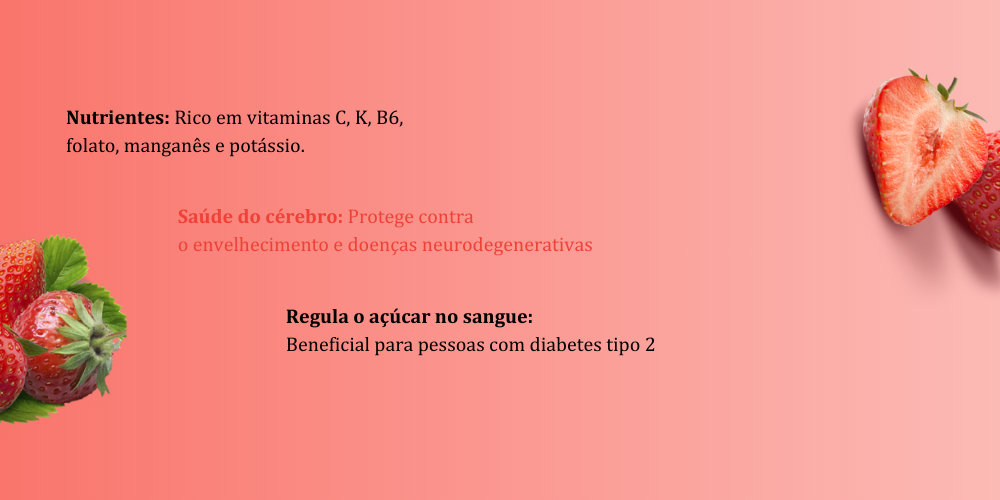 Nutrientes: Rico em vitaminas C, K, B6,
folato, manganês e potássio.
Saúde do cérebro: Protege contra
o envelhecimento e doenças neurodegenerativas
Regula o açúcar no sangue:
Beneficial para pessoas com diabetes tipo 2